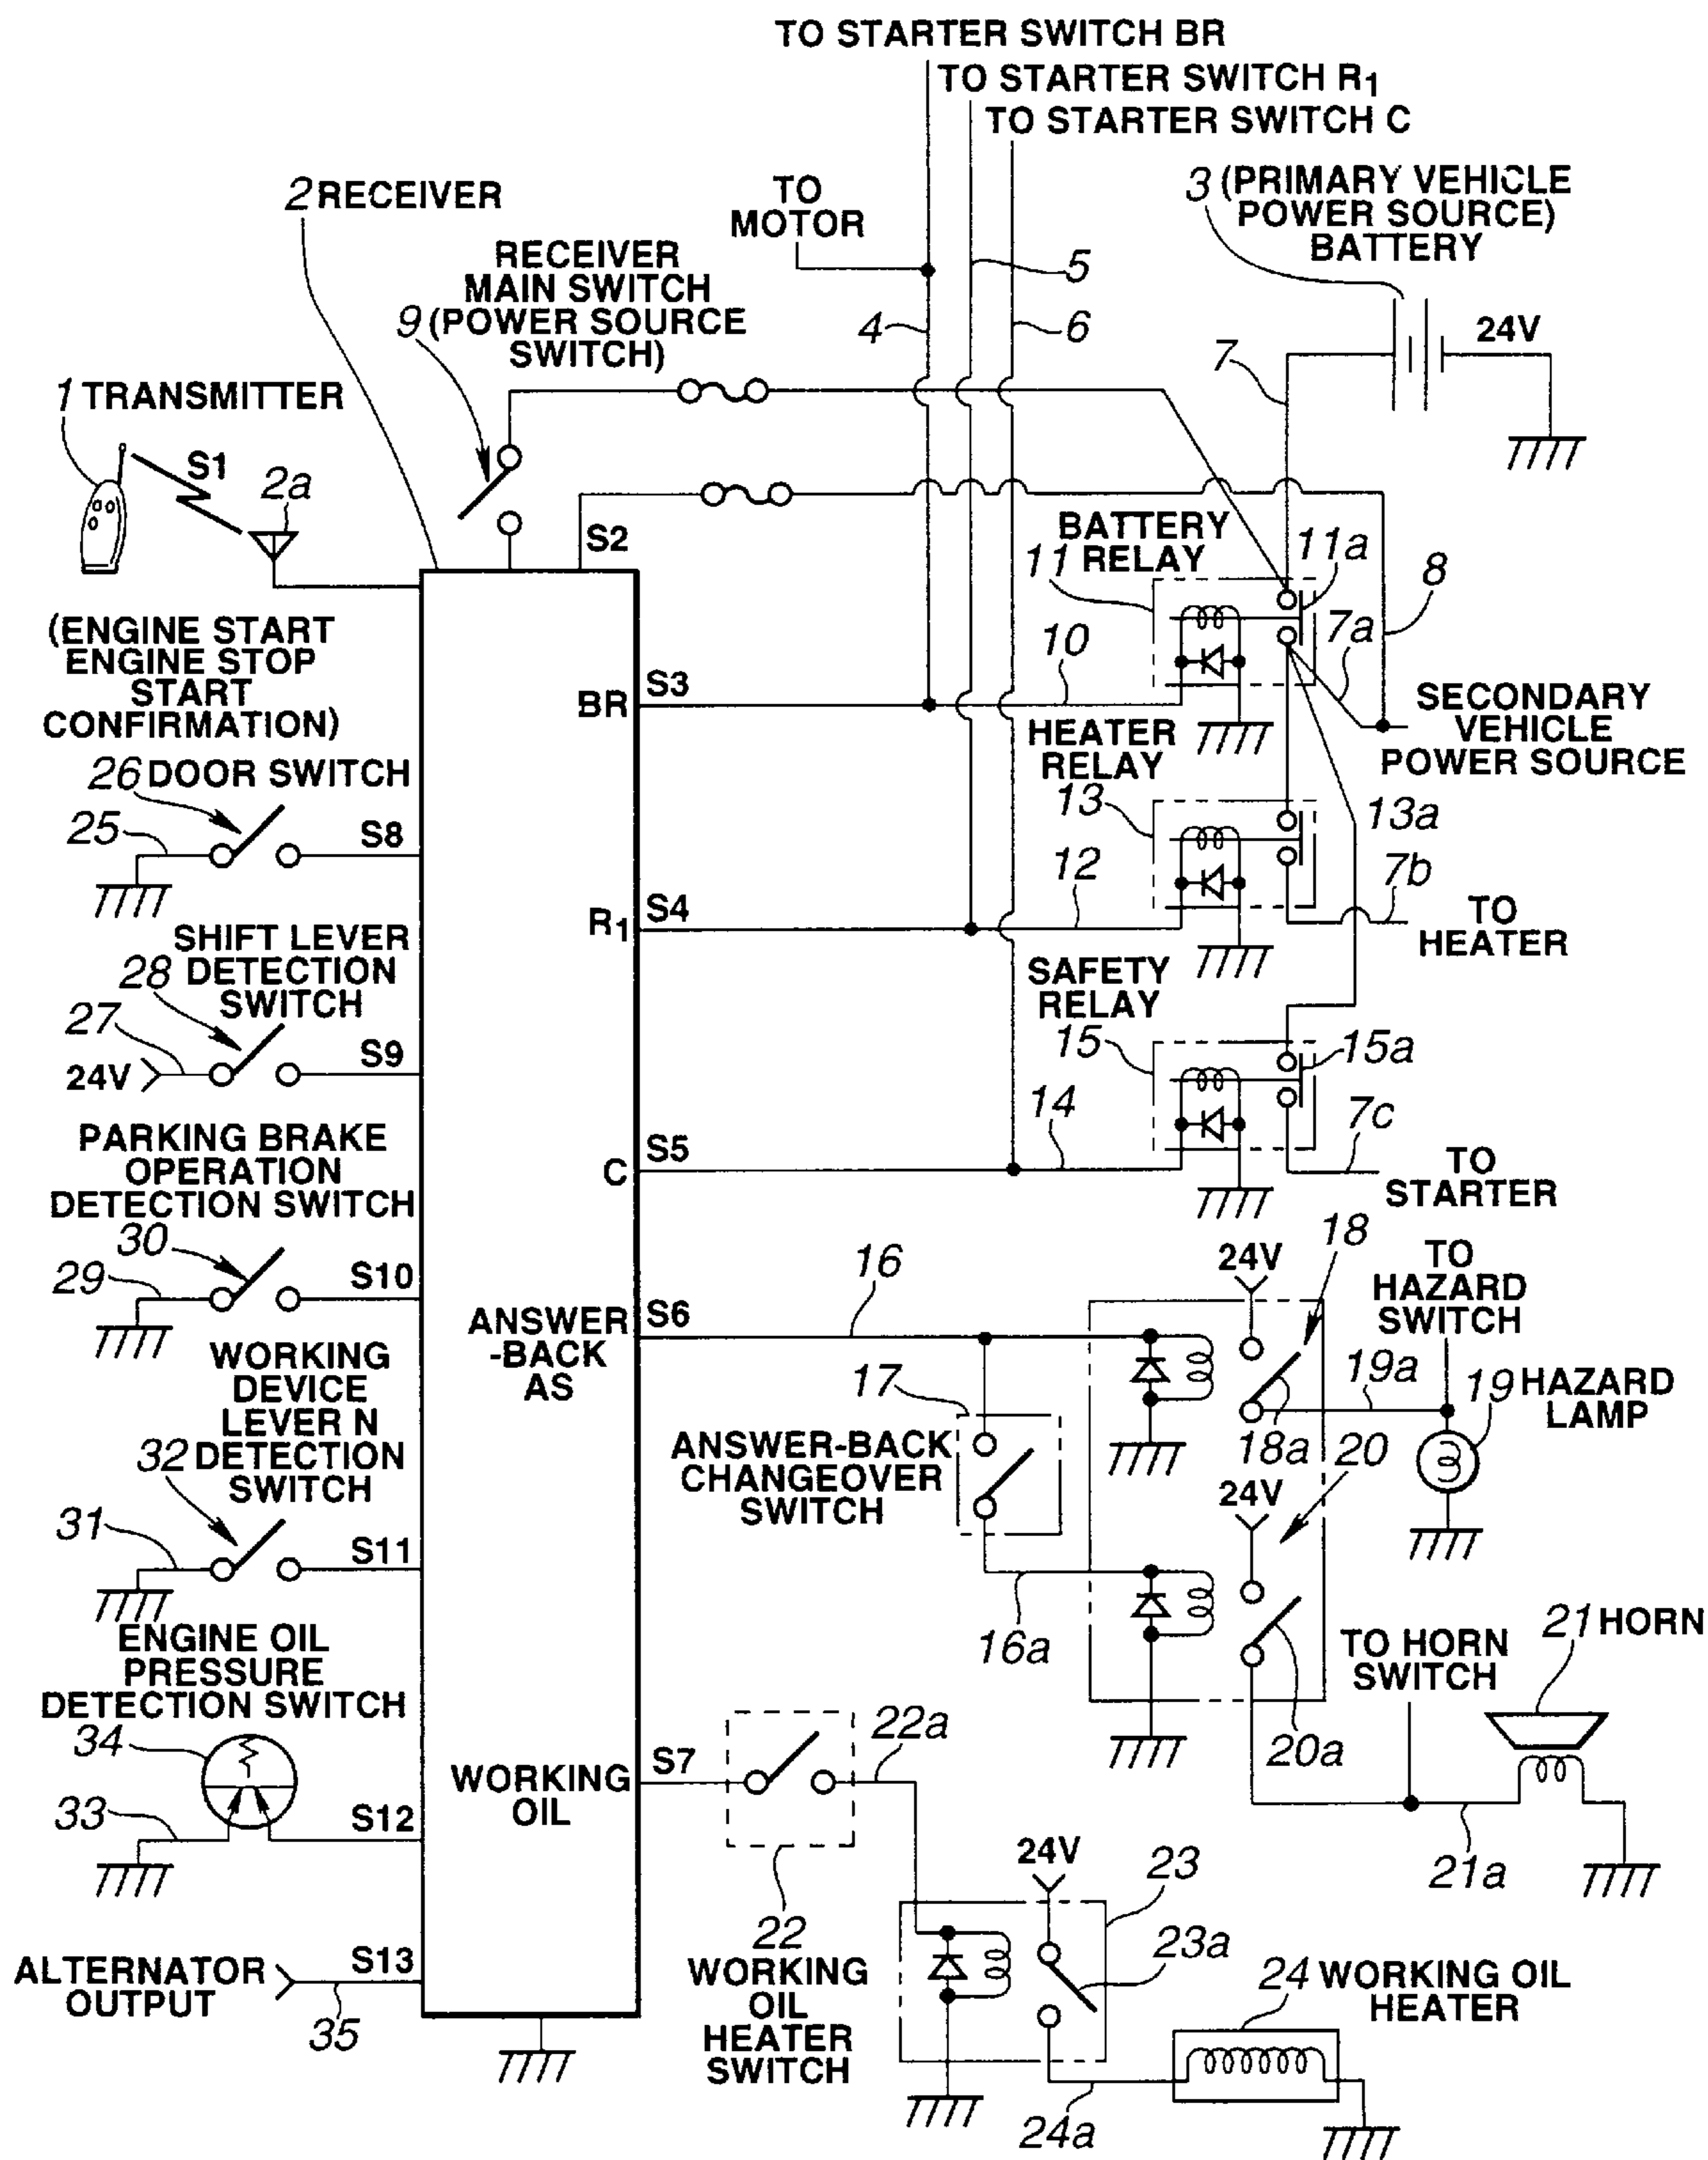 TO STARTER SWITCH BR
TO STARTER SWITCH R1
TO STARTER SWITCH C
2 RECEIVER
TO
MOTOR
3 (PRIMARY VEHICLE
POWER SOURCE)
BATTERY
RECEIVER
MAIN SWITCH
9 (POWER SOURCE
SWITCH)
5
4
6
24V
7
1 TRANSMITTER
S1
2a
S2
BATTERY
RELAY
11
11a
8
(ENGINE START
ENGINE STOP
START
CONFIRMATION)
10
7a
BR
S3
SECONDARY
VEHICLE
POWER SOURCE
HEATER
RELAY
26 DOOR SWITCH
25
S8
13
13a
12
7b
R1
S4
TO
HEATER
SHIFT LEVER
28 DETECTION
SWITCH
27
24V
S9
SAFETY
RELAY
15
15a
14
7c
PARKING BRAKE
OPERATION
DETECTION SWITCH
C
S5
TO
STARTER
30
29
S10
16
24V
18
TO
HAZARD
SWITCH
ANSWER
-BACK
AS
S6
WORKING
DEVICE
LEVER N
32 DETECTION
SWITCH
17
19a
19 HAZARD
LAMP
ANSWER-BACK
CHANGEOVER
SWITCH
18a
20
24V
31
S11
16a
ENGINE OIL
PRESSURE
DETECTION SWITCH
TO HORN
SWITCH
21 HORN
34
22a
20a
WORKING
OIL
S7
33
S12
24V
23
21a
22
WORKING
OIL
HEATER
SWITCH
23a
ALTERNATOR
OUTPUT
S13
35
24 WORKING OIL
HEATER
24a